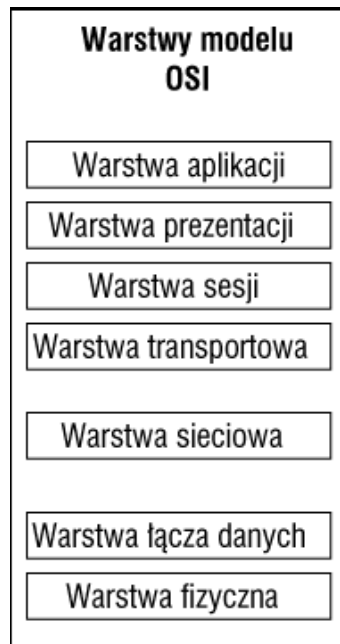 Warstwy modelu
OSI
Warstwa aplikacji
Warstwa prezentacji
Warstwa sesji
Warstwa transportowa
Warstwa sieciowa
Warstwa łącza danych
Warstwa fizyczna